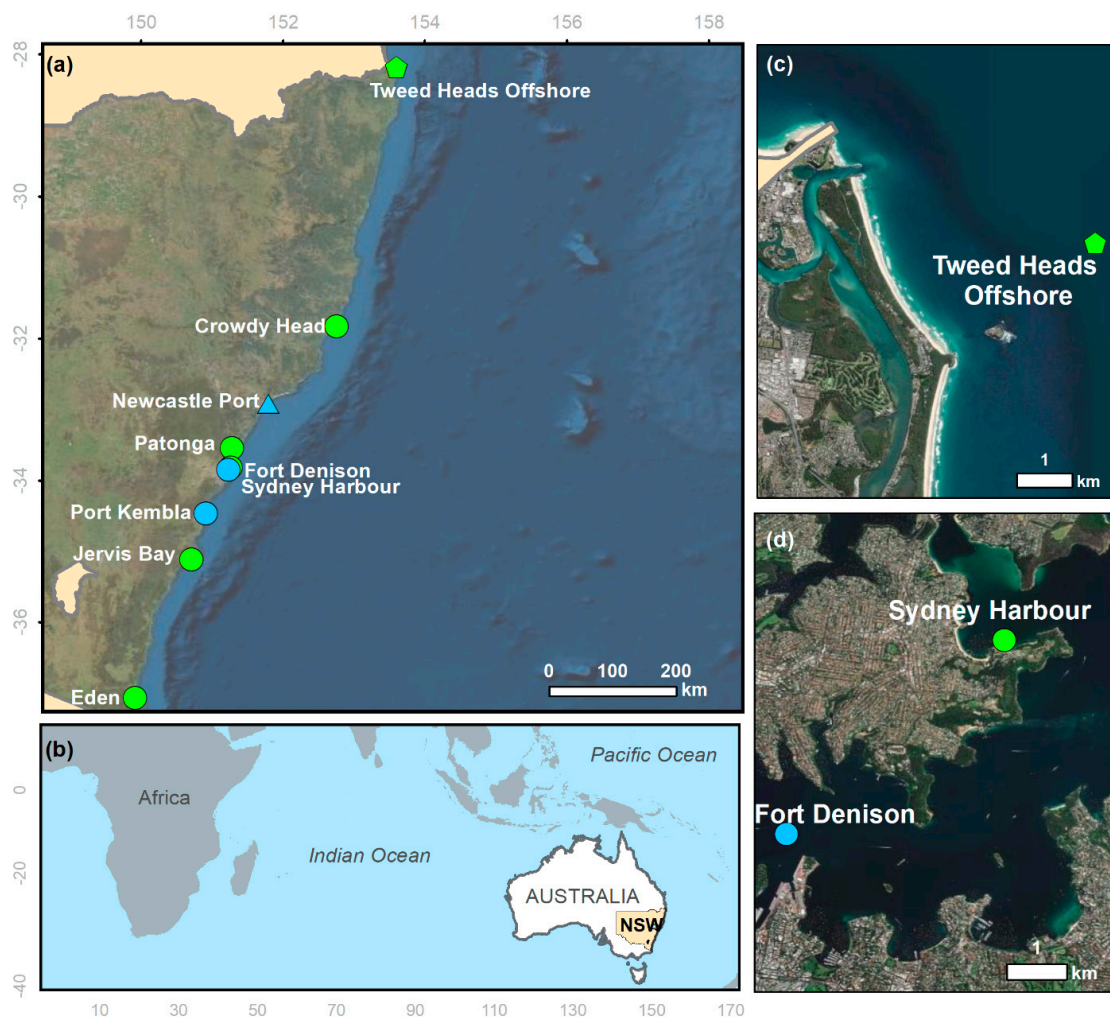 150 152 154 156 158
-28
-30
-32
-34
-36
(a)
Tweed Heads Offshore
Crowdy Head
Newcastle Port
Patonga
Fort Denison
Sydney Harbour
Port Kembla
Jervis Bay
Eden
0 100 200
km
(b)
0
-20
-40
Africa
Indian Ocean
Pacific Ocean
AUSTRALIA
NSW
10 30 50 70 90 110 130 150 170
(c)
Tweed Heads
Offshore
1
km
(d)
Sydney Harbour
Fort Denison
1
km